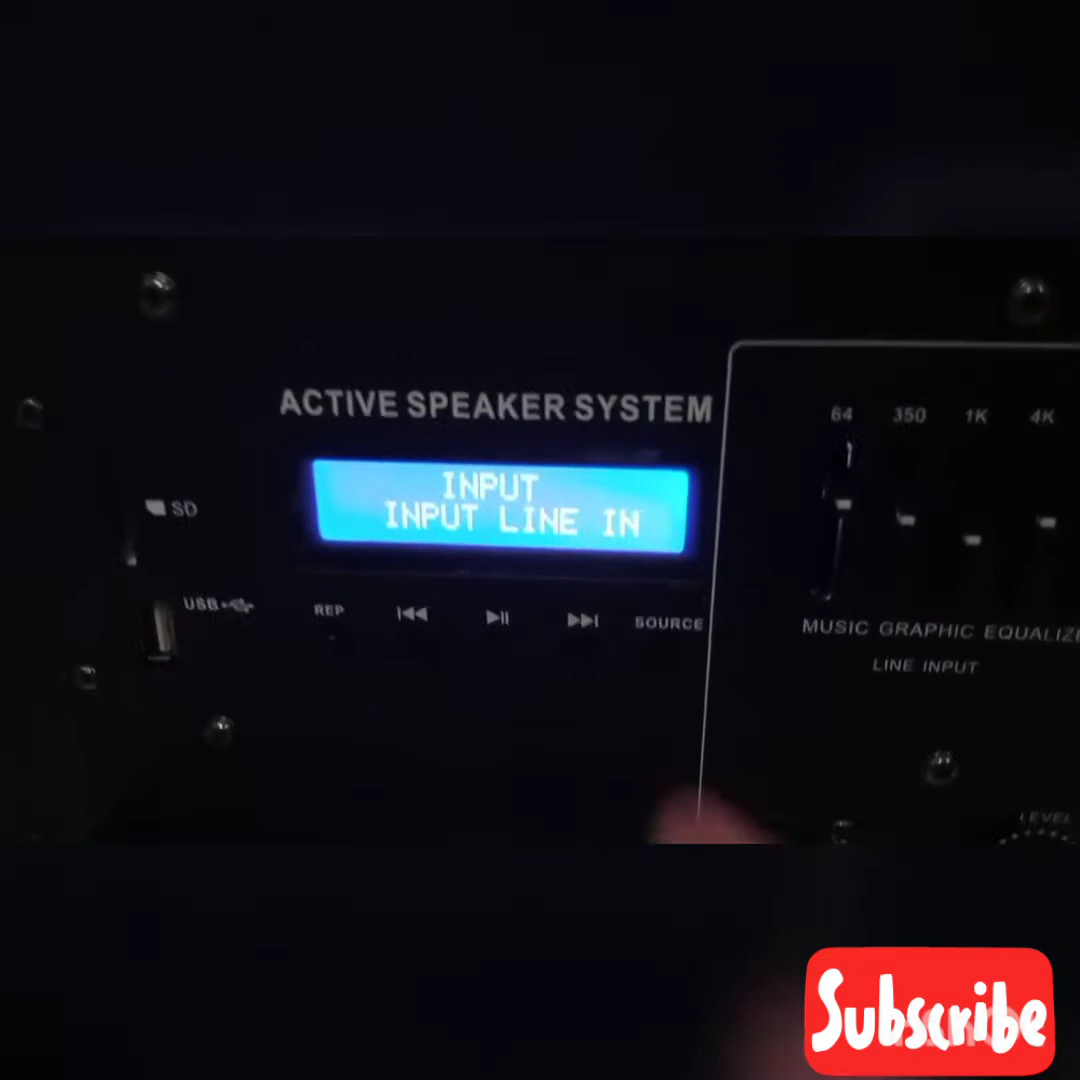 ACTIVE SPEAKER SYSTEM
INPUT
INPUT LINE IN
SD
USB
REP
SOURCE
64 350 1K 4K
MUSIC GRAPHIC
LINE INPUT
LEVEL
Subscribe